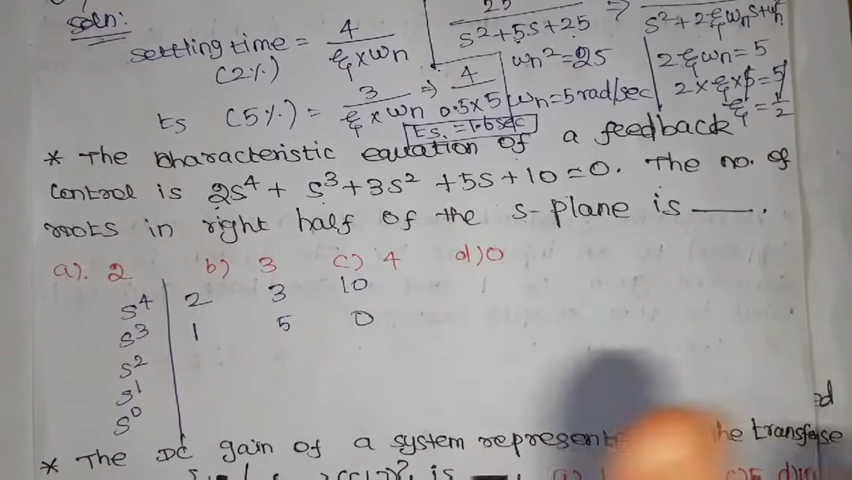 Soln:
settling time = 4 / ξ × ωn
(2%)
ts (5%) = 3 / ξ × ωn ⇒ 4 / 0.5×5
ts = 1.6 sec
25 / s² + 5s + 25 ⇒ s² + 2ξωn s + ωn²
ωn² = 25
ωn = 5 rad/sec
2ξωn = 5
2 × ξ × 5 = 5
ξ = 1/2
* The characteristic equation of a feedback
control is 2s⁴ + s³ + 3s² + 5s + 10 = 0. The no. of
roots in right half of the s-plane is ___.
a). 2 b) 3 c) 4 d) 0
s⁴ 2 3 10
s³ 1 5 0
s²
s¹
s⁰
* The DC gain of a system the transfer
is